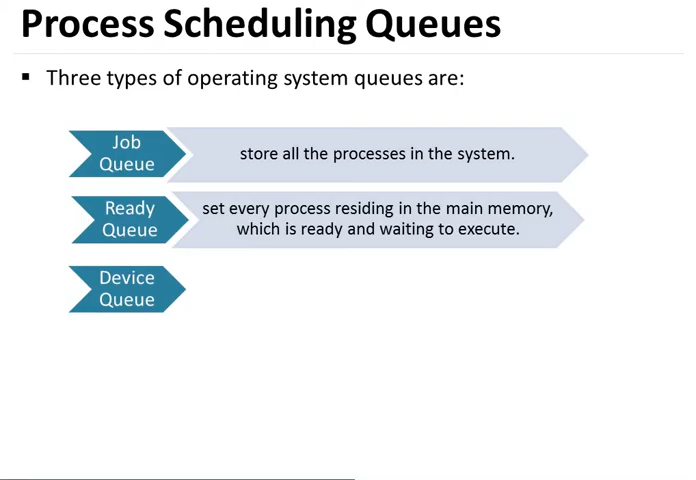 Process Scheduling Queues
▪ Three types of operating system queues are:
Job
Queue
store all the processes in the system.
Ready
Queue
set every process residing in the main memory,
which is ready and waiting to execute.
Device
Queue